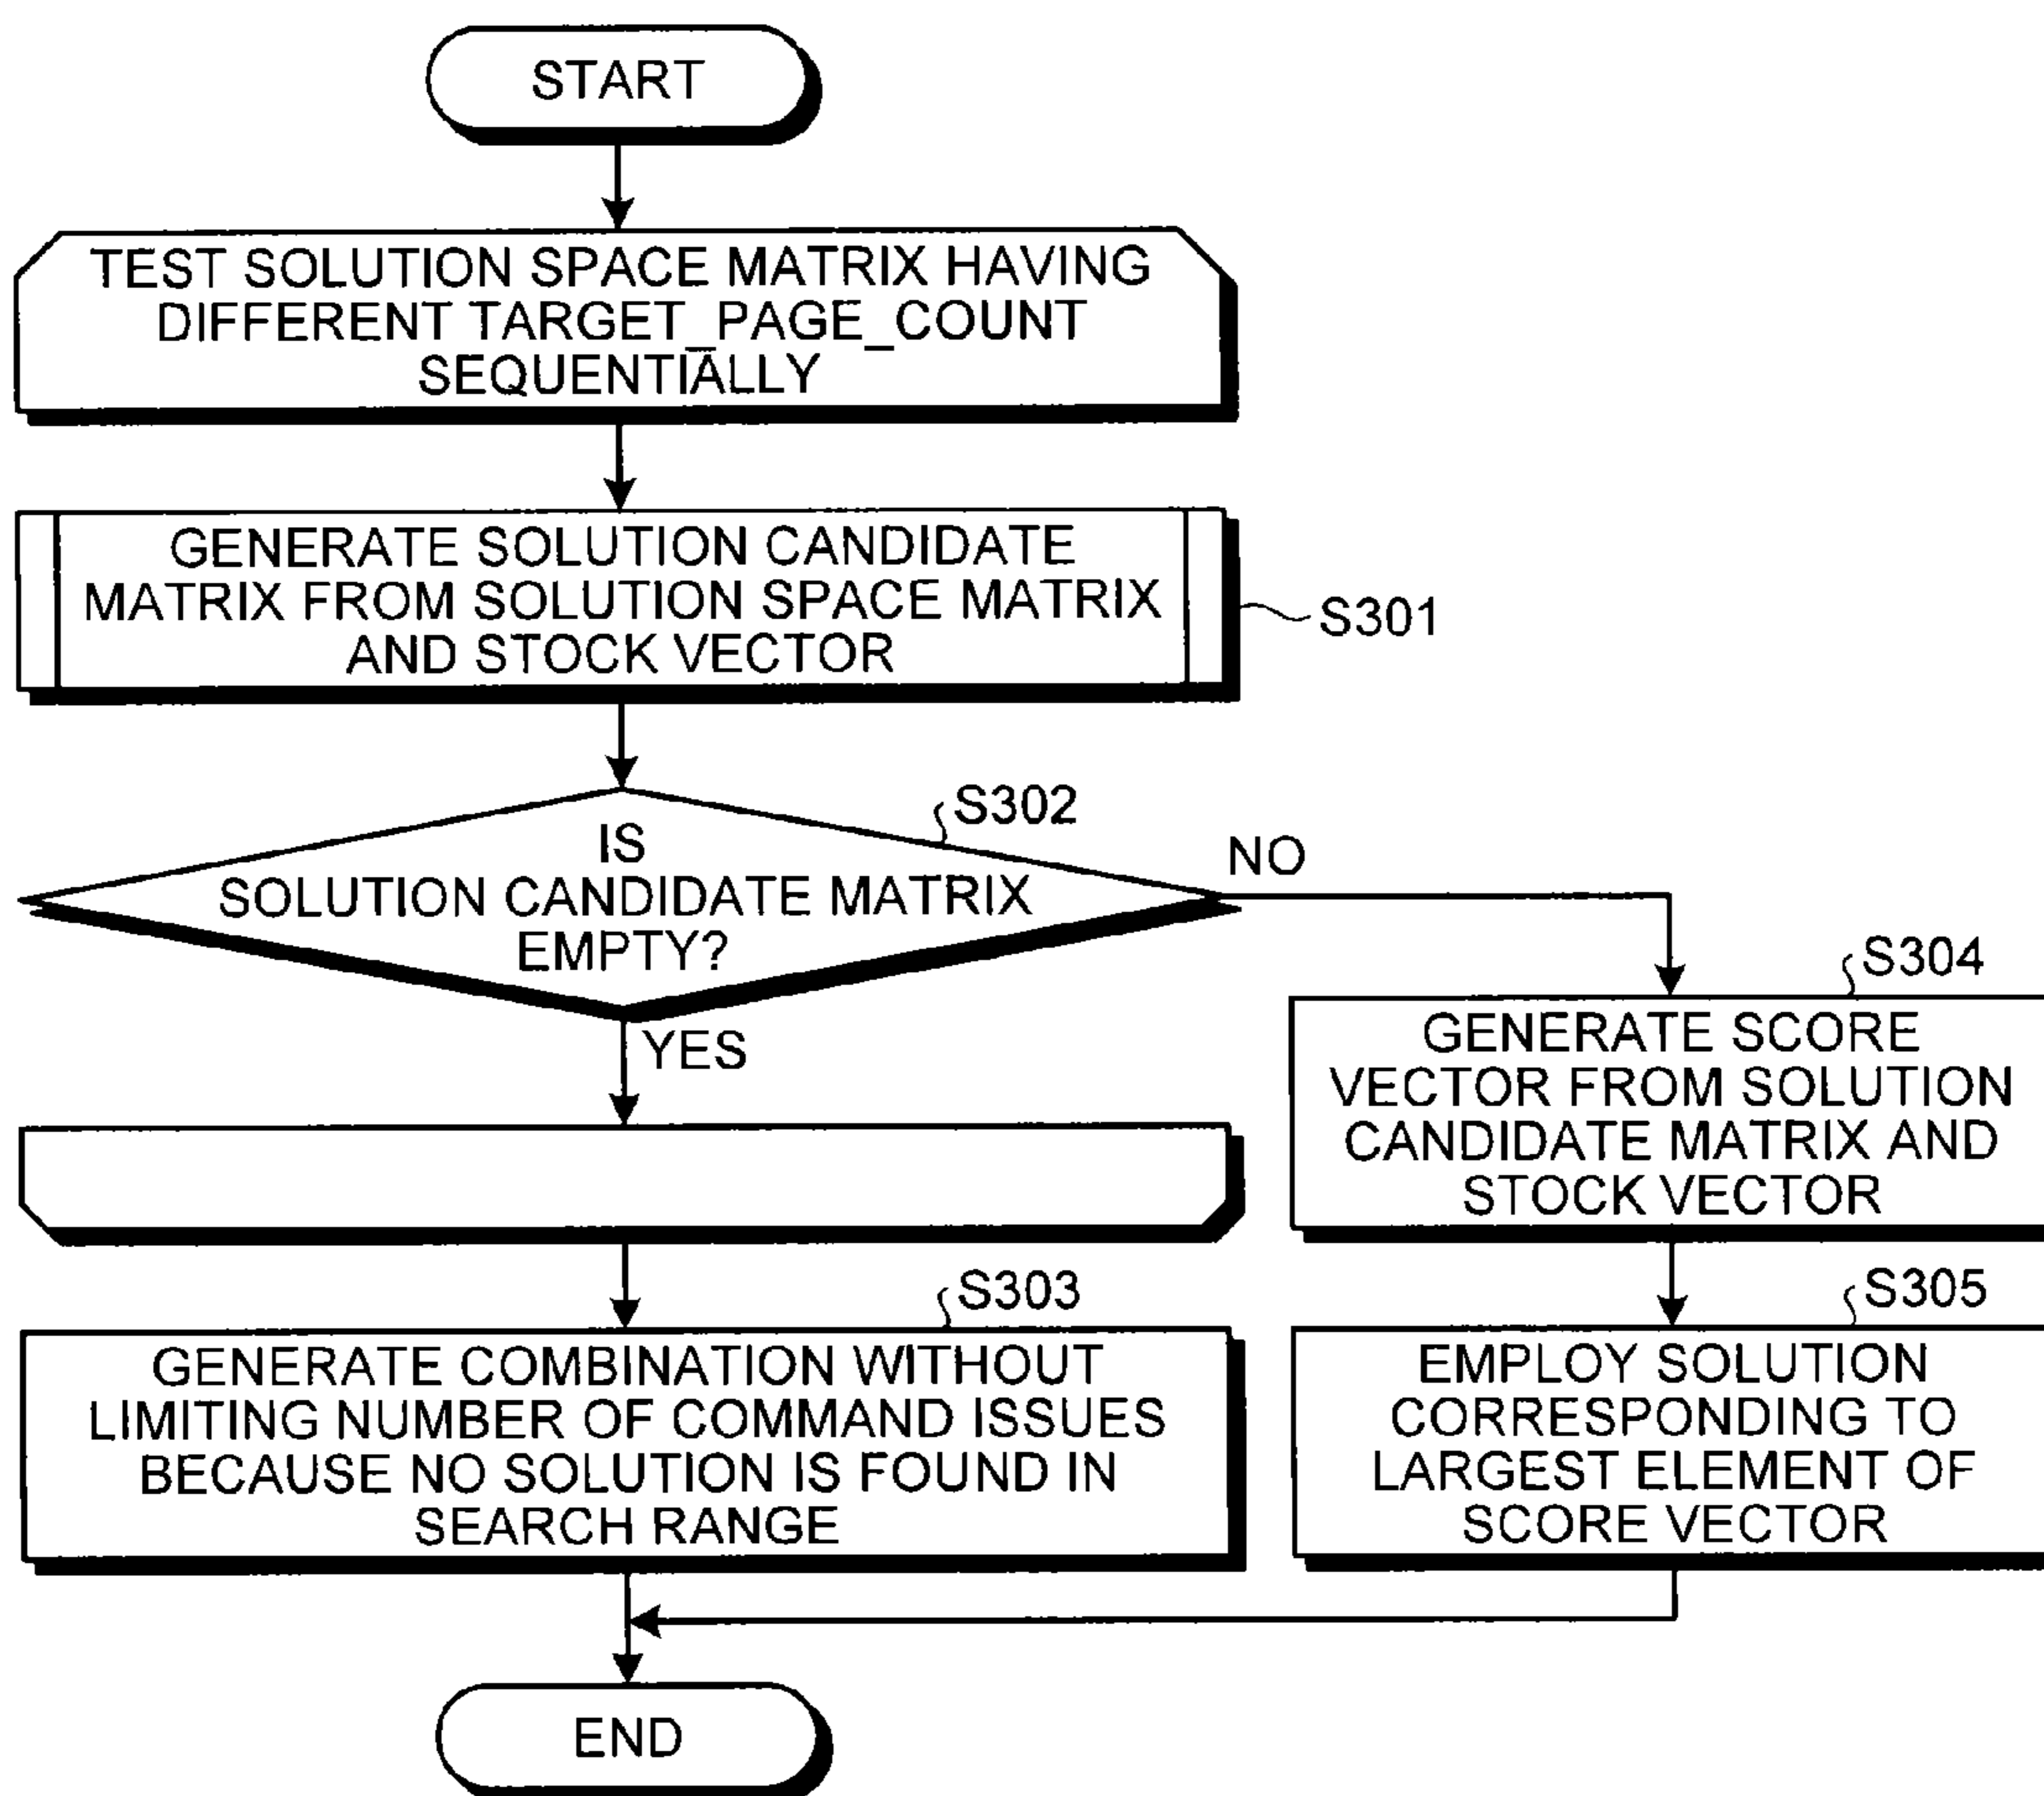 START
TEST SOLUTION SPACE MATRIX HAVING
DIFFERENT TARGET_PAGE_COUNT
SEQUENTIALLY
GENERATE SOLUTION CANDIDATE
MATRIX FROM SOLUTION SPACE MATRIX
AND STOCK VECTOR
S301
S302
IS
SOLUTION CANDIDATE MATRIX
EMPTY?
NO
YES
S304
GENERATE SCORE
VECTOR FROM SOLUTION
CANDIDATE MATRIX AND
STOCK VECTOR
S303
GENERATE COMBINATION WITHOUT
LIMITING NUMBER OF COMMAND ISSUES
BECAUSE NO SOLUTION IS FOUND IN
SEARCH RANGE
S305
EMPLOY SOLUTION
CORRESPONDING TO
LARGEST ELEMENT OF
SCORE VECTOR
END